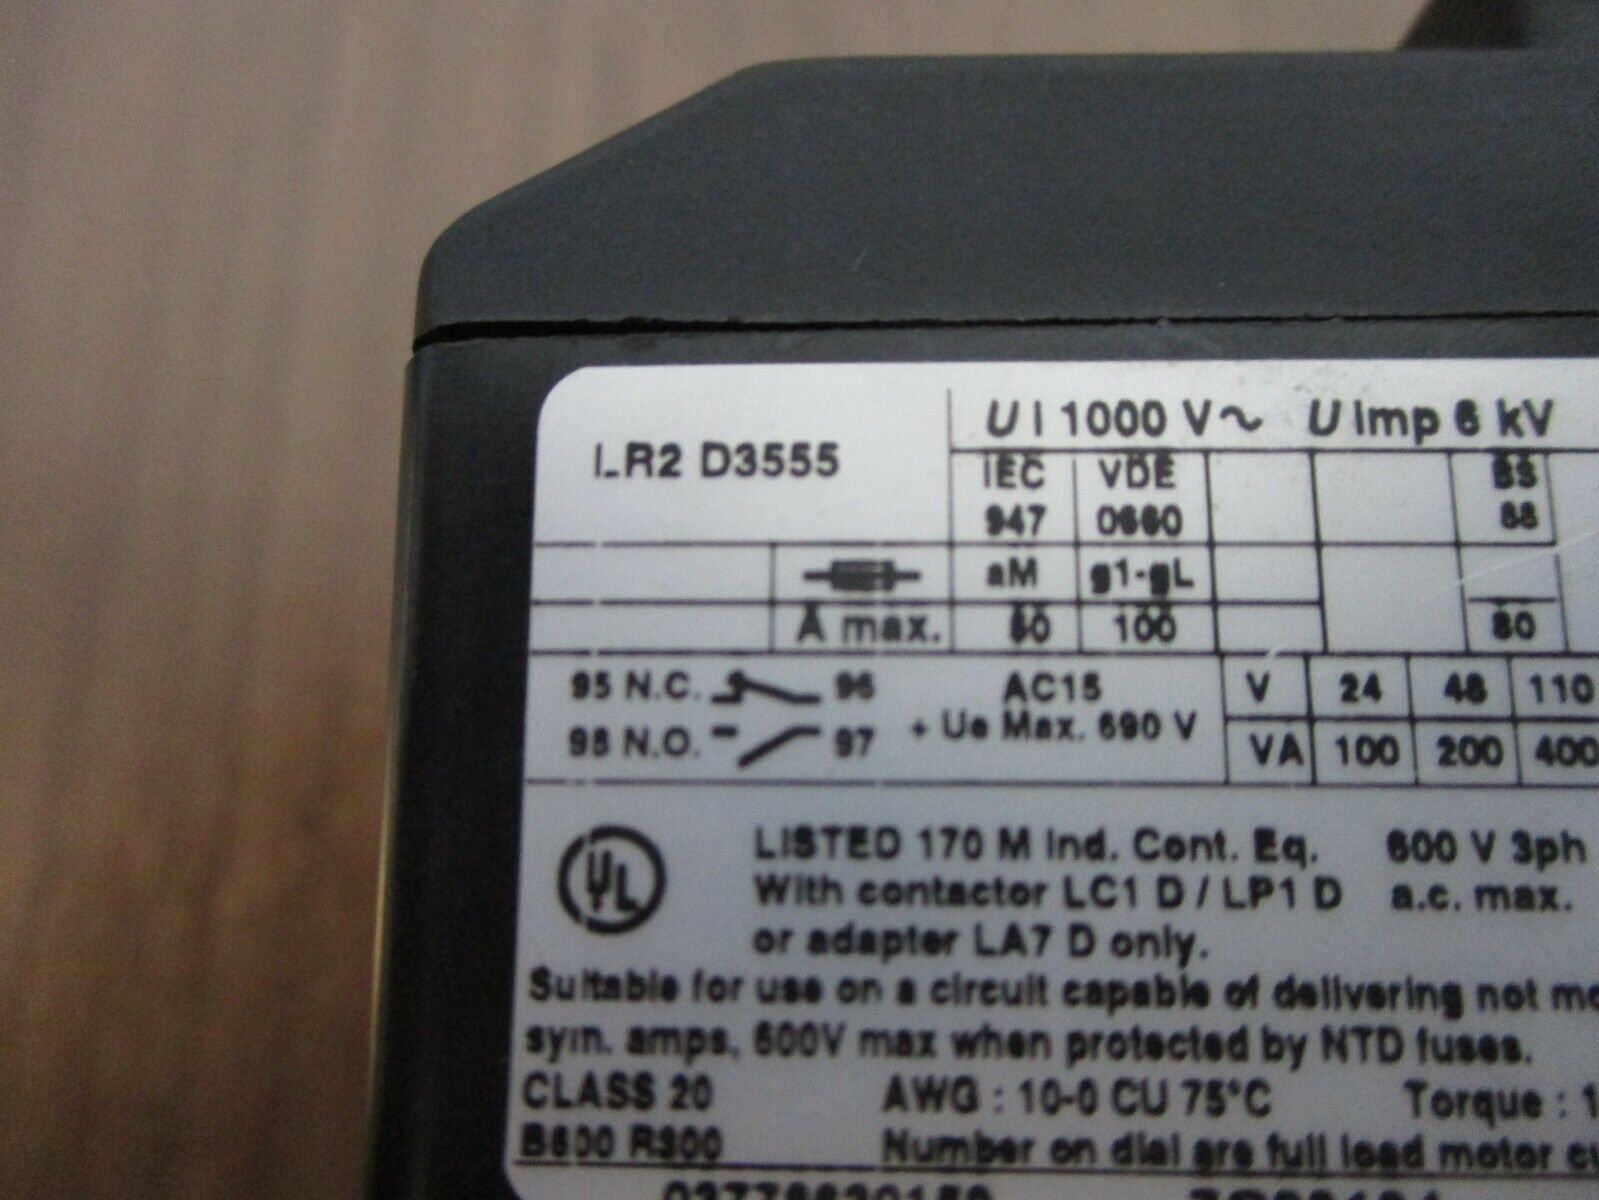 LR2 D3555
U i 1000 V~ U imp 6 kV
IEC VDE BS
947 0660 88
aM g1-gL
A max. 100 80
95 N.C. 96 AC15 V 24 48 110
98 N.O. 97 + Ue Max. 690 V VA 100 200 400
UL LISTED 170 M Ind. Cont. Eq. 600 V 3ph
With contactor LC1 D / LP1 D a.c. max.
or adapter LA7 D only.
Suitable for use on a circuit capable of delivering not
sym. amps, 600V max when protected by NTD fuses.
CLASS 20 AWG : 10-0 CU 75°C Torque : 1
B600 R300 Number on dial are full load motor